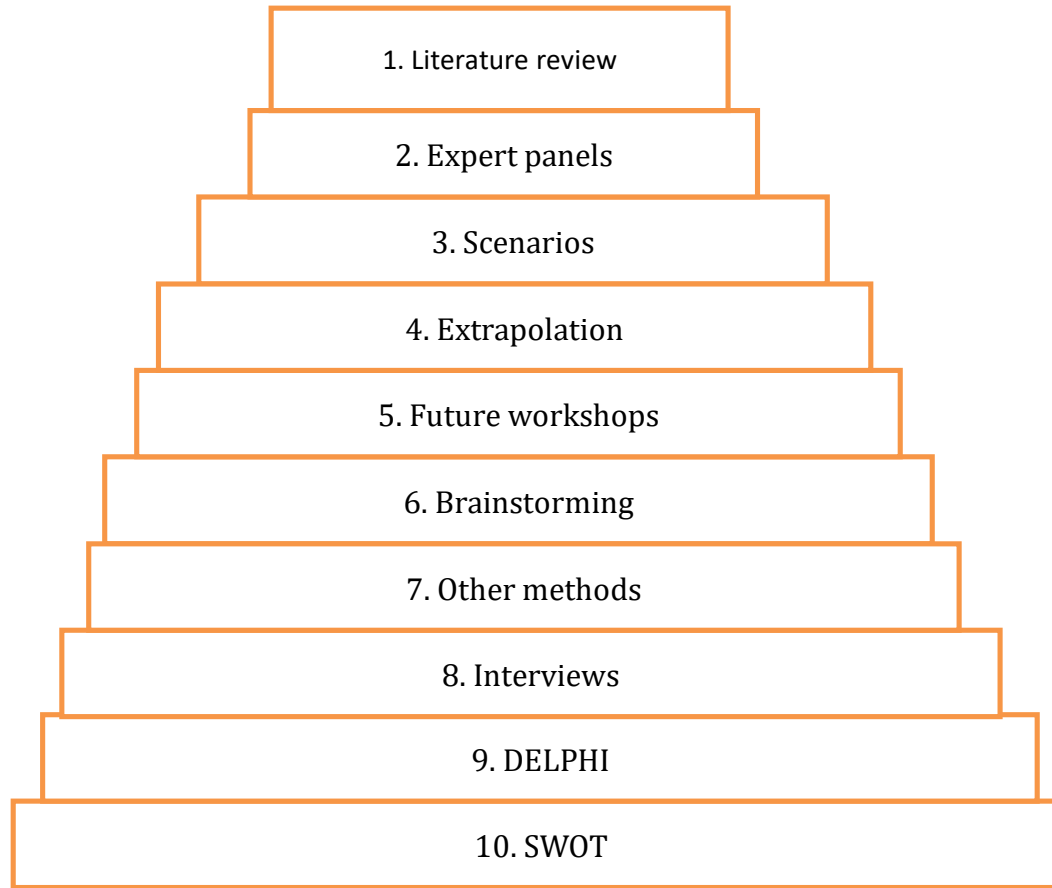 1. Literature review
2. Expert panels
3. Scenarios
4. Extrapolation
5. Future workshops
6. Brainstorming
7. Other methods
8. Interviews
9. DELPHI
10. SWOT